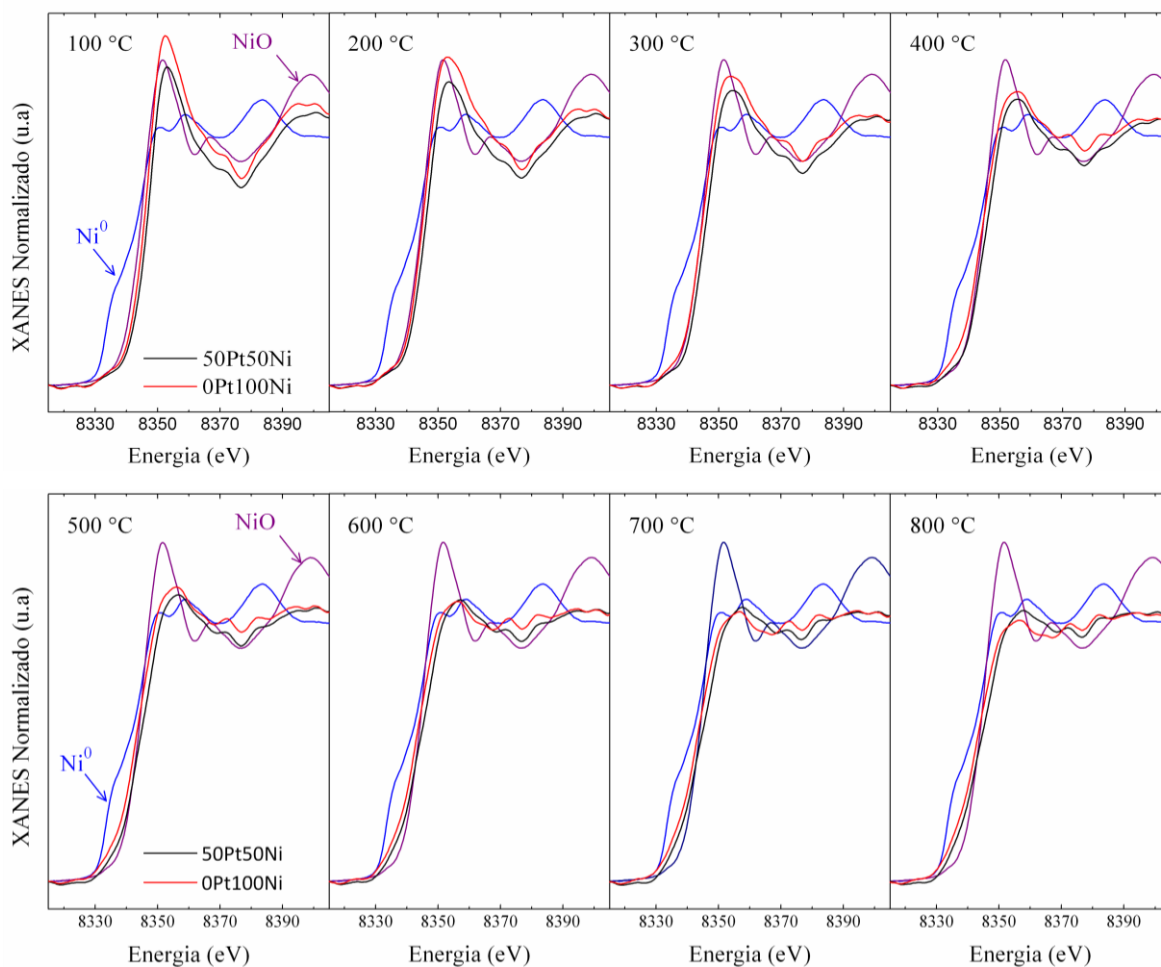 XANES Normalizado (u.a)
100 °C
NiO
200 °C
300 °C
400 °C
Ni⁰
50Pt50Ni
0Pt100Ni
8330 8350 8370 8390
8330 8350 8370 8390
8330 8350 8370 8390
8330 8350 8370 8390
Energia (eV)
Energia (eV)
Energia (eV)
Energia (eV)
XANES Normalizado (u.a)
500 °C
NiO
600 °C
700 °C
800 °C
Ni⁰
50Pt50Ni
0Pt100Ni
8330 8350 8370 8390
8330 8350 8370 8390
8330 8350 8370 8390
8330 8350 8370 8390
Energia (eV)
Energia (eV)
Energia (eV)
Energia (eV)